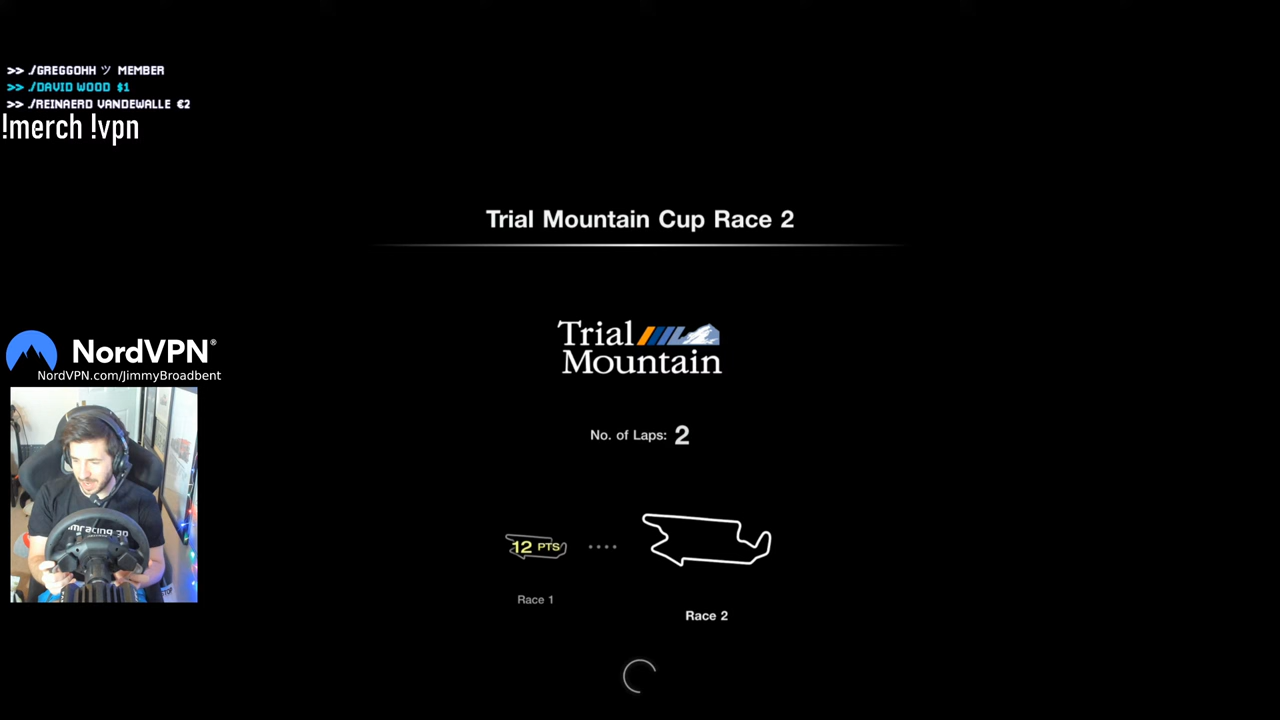 >> ./GREGGOHH ツ MEMBER
>> ./DAVID WOOD $1
>> ./REINAERD VANDEWALLE €2
!merch !vpn
Trial Mountain Cup Race 2
Trial
Mountain
No. of Laps: 2
NordVPN®
NordVPN.com/JimmyBroadbent
12 PTS
Race 1
Race 2